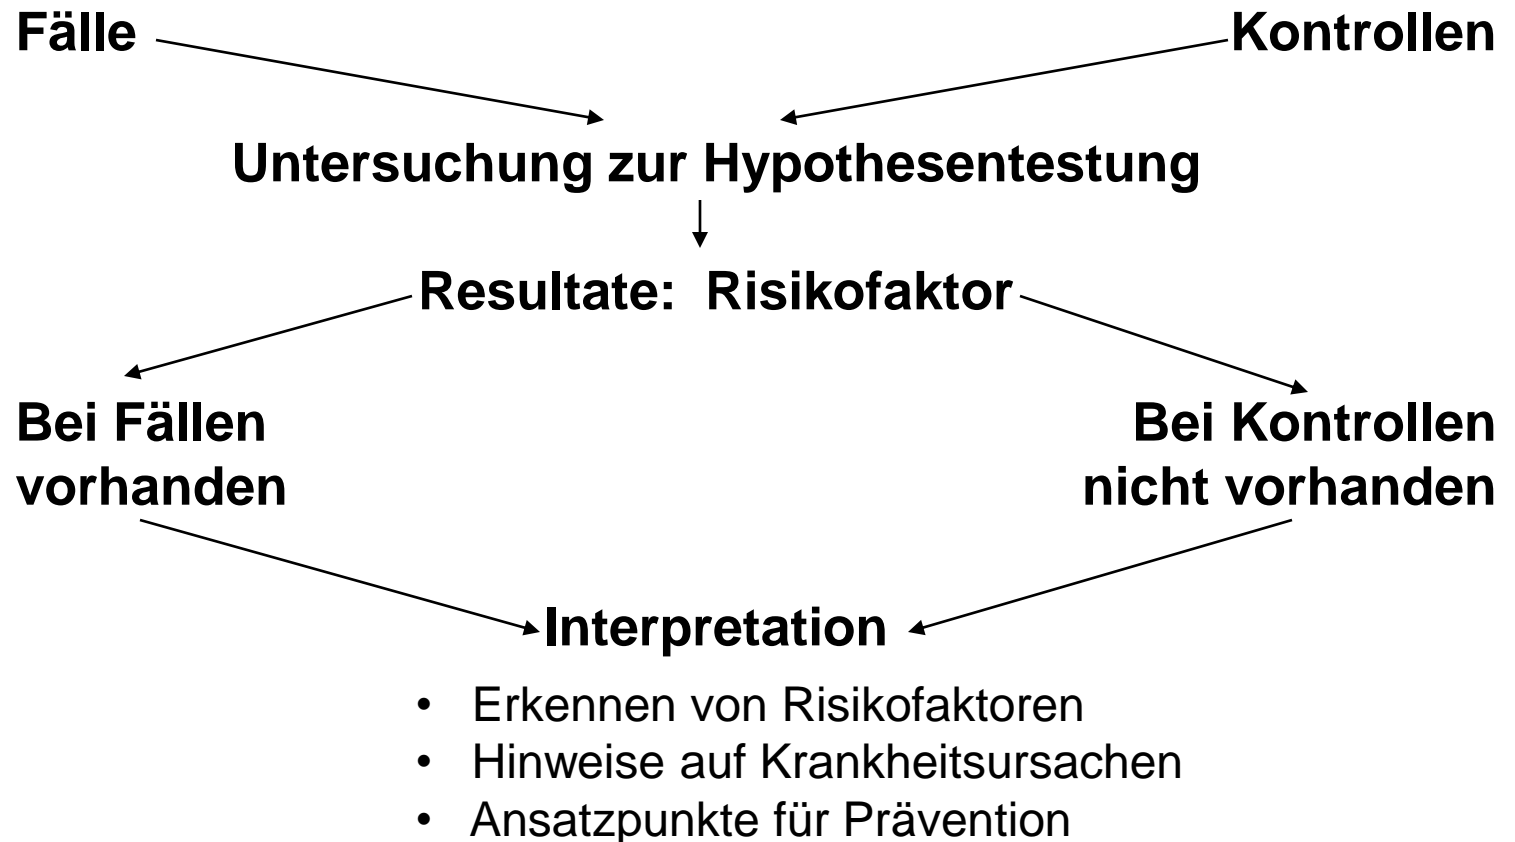 Fälle
Kontrollen
Untersuchung zur Hypothesentestung
Resultate: Risikofaktor
Bei Fällen
vorhanden
Bei Kontrollen
nicht vorhanden
Interpretation
• Erkennen von Risikofaktoren
• Hinweise auf Krankheitsursachen
• Ansatzpunkte für Prävention